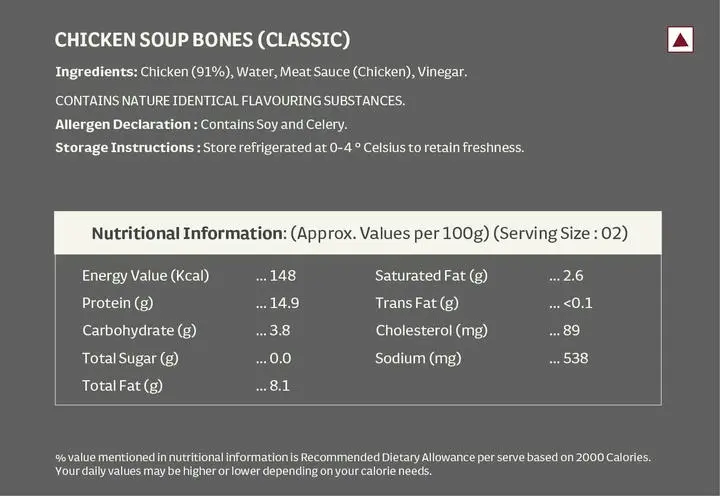 CHICKEN SOUP BONES (CLASSIC)
Ingredients: Chicken (91%), Water, Meat Sauce (Chicken), Vinegar.
CONTAINS NATURE IDENTICAL FLAVOURING SUBSTANCES.
Allergen Declaration : Contains Soy and Celery.
Storage Instructions : Store refrigerated at 0-4 ° Celsius to retain freshness.
Nutritional Information: (Approx. Values per 100g) (Serving Size : 02)
Energy Value (Kcal) ... 148 Saturated Fat (g) ... 2.6
Protein (g) ... 14.9 Trans Fat (g) ... <0.1
Carbohydrate (g) ... 3.8 Cholesterol (mg) ... 89
Total Sugar (g) ... 0.0 Sodium (mg) ... 538
Total Fat (g) ... 8.1
% value mentioned in nutritional information is Recommended Dietary Allowance per serve based on 2000 Calories.
Your daily values may be higher or lower depending on your calorie needs.